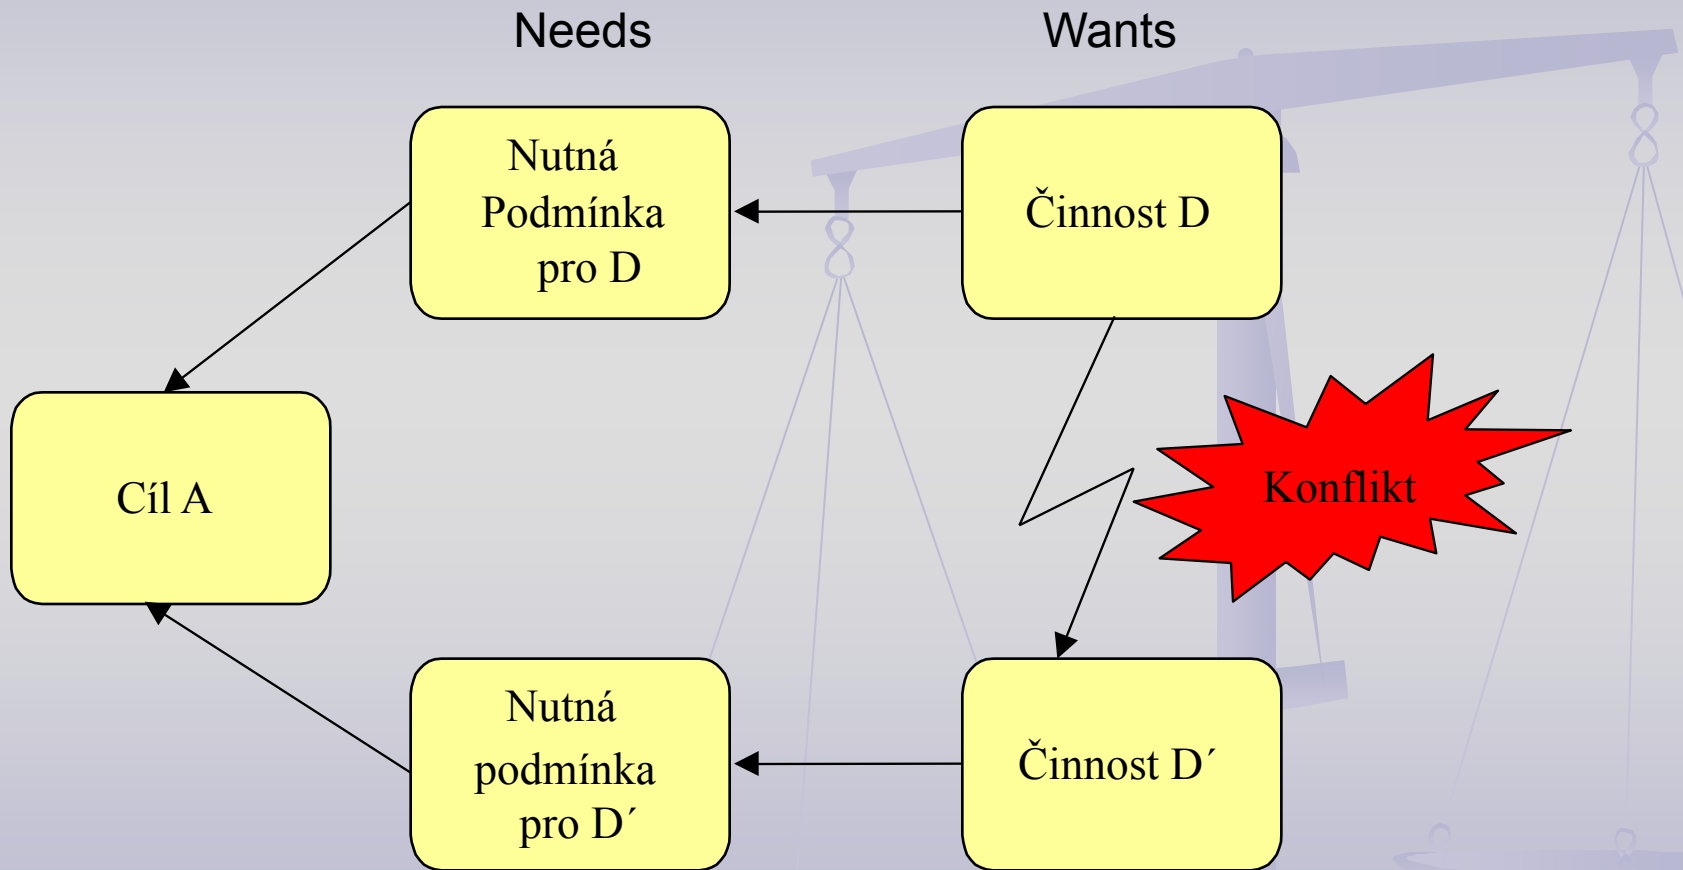 Needs
Wants
Nutná
Podmínka
pro D
Činnost D
Cíl A
Konflikt
Nutná
podmínka
pro D´
Činnost D´